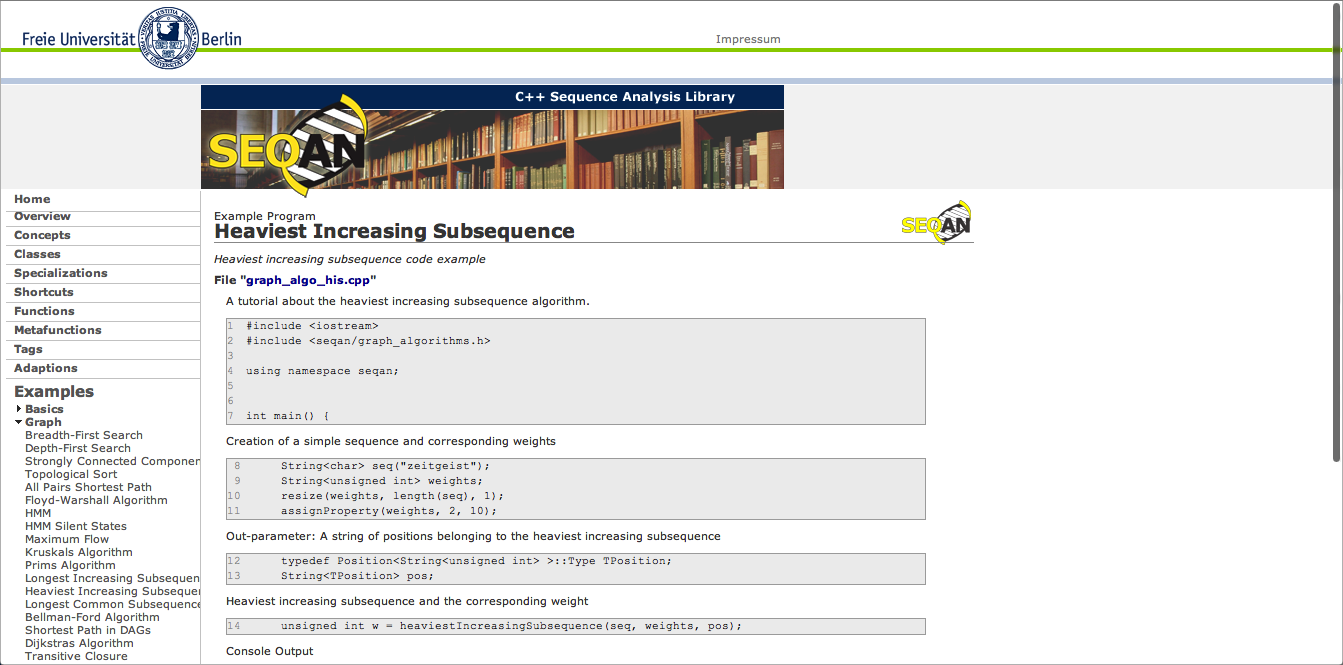 Freie Universität Berlin
Impressum
C++ Sequence Analysis Library
SEQAN
Home
Overview
Concepts
Classes
Specializations
Shortcuts
Functions
Metafunctions
Tags
Adaptions
Examples
Basics
Graph
Breadth-First Search
Depth-First Search
Strongly Connected Componen
Topological Sort
All Pairs Shortest Path
Floyd-Warshall Algorithm
HMM
HMM Silent States
Maximum Flow
Kruskals Algorithm
Prims Algorithm
Longest Increasing Subsequen
Heaviest Increasing Subsequen
Longest Common Subsequence
Bellman-Ford Algorithm
Shortest Path in DAGs
Dijkstras Algorithm
Transitive Closure
Example Program
Heaviest Increasing Subsequence
SEQAN
Heaviest increasing subsequence code example
File "graph_algo_his.cpp"
A tutorial about the heaviest increasing subsequence algorithm.
1 #include <iostream>
2 #include <seqan/graph_algorithms.h>
3
4 using namespace seqan;
5
6
7 int main() {
Creation of a simple sequence and corresponding weights
8 String<char> seq("zeitgeist");
9 String<unsigned int> weights;
10 resize(weights, length(seq), 1);
11 assignProperty(weights, 2, 10);
Out-parameter: A string of positions belonging to the heaviest increasing subsequence
12 typedef Position<String<unsigned int> >::Type TPosition;
13 String<TPosition> pos;
Heaviest increasing subsequence and the corresponding weight
14 unsigned int w = heaviestIncreasingSubsequence(seq, weights, pos);
Console Output